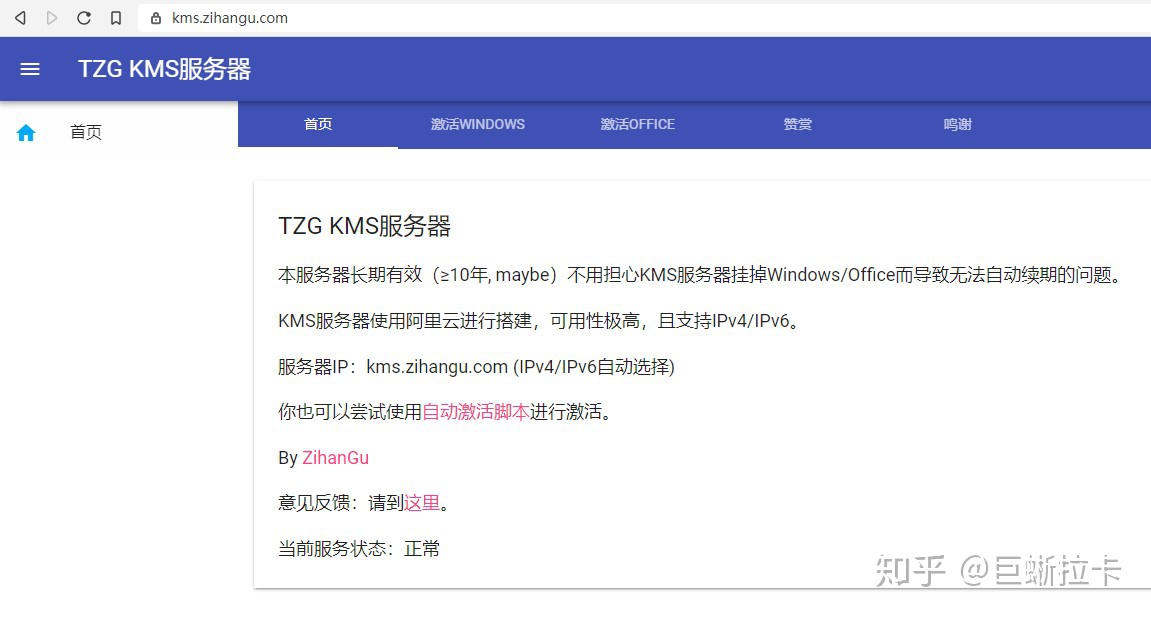 kms.zihangu.com
TZG KMS服务器
首页
首页 激活WINDOWS 激活OFFICE 赞赏 鸣谢
TZG KMS服务器
本服务器长期有效（≥10年, maybe）不用担心KMS服务器挂掉Windows/Office而导致无法自动续期的问题。
KMS服务器使用阿里云进行搭建，可用性极高，且支持IPv4/IPv6。
服务器IP：kms.zihangu.com (IPv4/IPv6自动选择)
你也可以尝试使用自动激活脚本进行激活。
By ZihanGu
意见反馈：请到这里。
当前服务状态：正常
知乎 @巨蜥拉卡